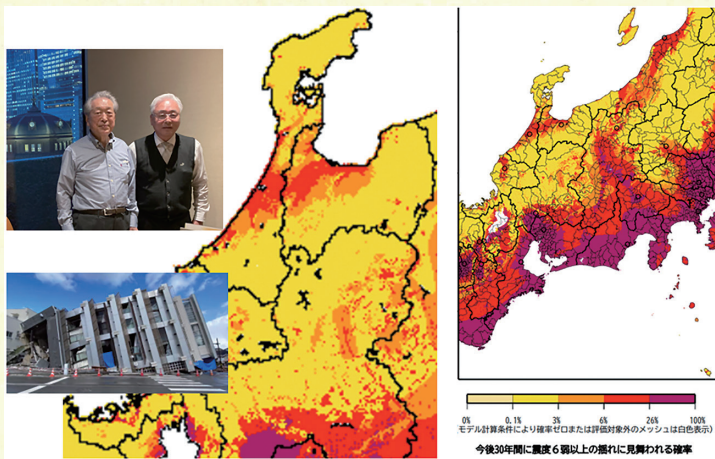 0% 0.1% 3% 6% 26% 100%
モデル計算条件により確率ゼロまたは評価対象外のメッシュは白色表示)
今後30年間に震度６弱以上の揺れに見舞われる確率